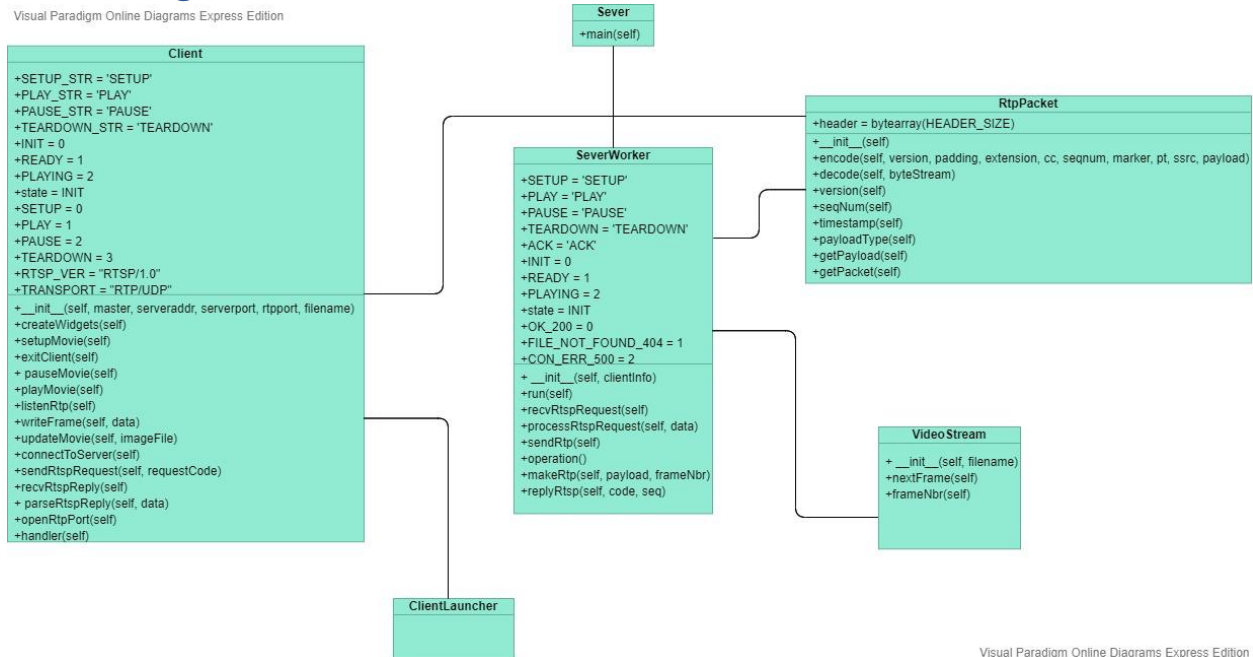 Visual Paradigm Online Diagrams Express Edition
Sever
+main(self)
Client
+SETUP_STR = 'SETUP'
+PLAY_STR = 'PLAY'
+PAUSE_STR = 'PAUSE'
+TEARDOWN_STR = 'TEARDOWN'
+INIT = 0
+READY = 1
+PLAYING = 2
+state = INIT
+SETUP = 0
+PLAY = 1
+PAUSE = 2
+TEARDOWN = 3
+RTSP_VER = "RTSP/1.0"
+TRANSPORT = "RTP/UDP"
+__init__(self, master, serveraddr, serverport, rtpport, filename)
+createWidgets(self)
+setupMovie(self)
+exitClient(self)
+ pauseMovie(self)
+playMovie(self)
+listenRtp(self)
+writeFrame(self, data)
+updateMovie(self, imageFile)
+connectToServer(self)
+sendRtspRequest(self, requestCode)
+recvRtspReply(self)
+ parseRtspReply(self, data)
+openRtpPort(self)
+handler(self)
SeverWorker
+SETUP = 'SETUP'
+PLAY = 'PLAY'
+PAUSE = 'PAUSE'
+TEARDOWN = 'TEARDOWN'
+ACK = 'ACK'
+INIT = 0
+READY = 1
+PLAYING = 2
+state = INIT
+OK_200 = 0
+FILE_NOT_FOUND_404 = 1
+CON_ERR_500 = 2
+ __init__(self, clientInfo)
+run(self)
+recvRtspRequest(self)
+processRtspRequest(self, data)
+sendRtp(self)
+operation()
+makeRtp(self, payload, frameNbr)
+replyRtsp(self, code, seq)
RtpPacket
+header = bytearray(HEADER_SIZE)
+__init__(self)
+encode(self, version, padding, extension, cc, seqnum, marker, pt, ssrc, payload)
+decode(self, byteStream)
+version(self)
+seqNum(self)
+timestamp(self)
+payloadType(self)
+getPayload(self)
+getPacket(self)
VideoStream
+ __init__(self, filename)
+nextFrame(self)
+frameNbr(self)
ClientLauncher
Visual Paradigm Online Diagrams Express Edition